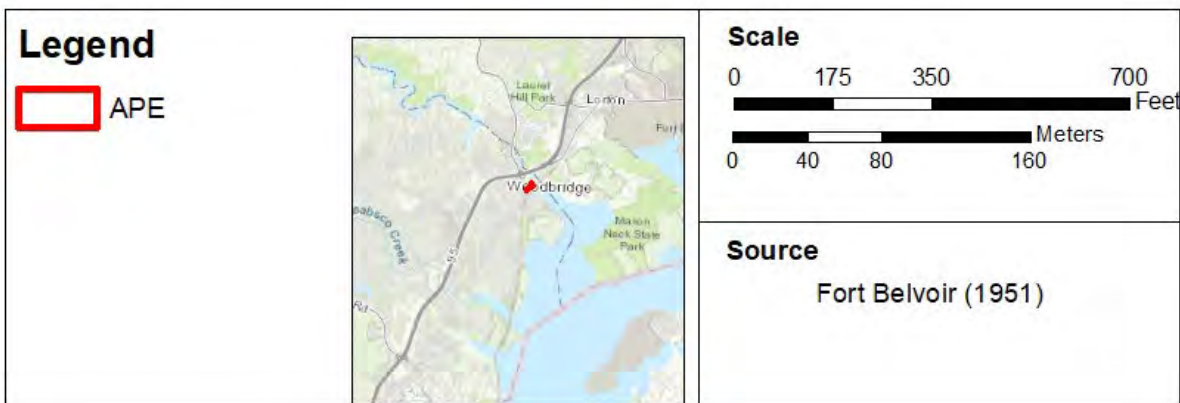 Legend
APE
Laurel
Hill Park
Lorton
Woodbridge
Mason
Neck State
Park
95
Creek
Rd
Scale
0 175 350 700
Feet
Meters
0 40 80 160
Source
Fort Belvoir (1951)